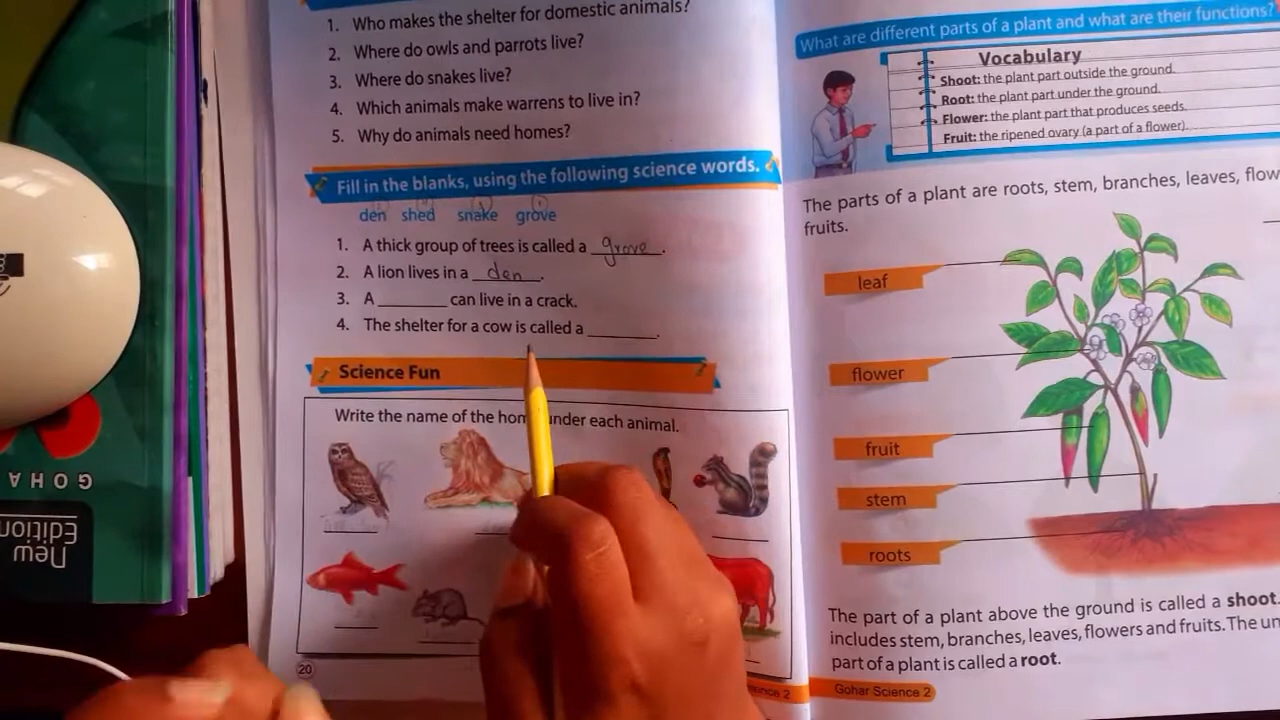 1. Who makes the shelter for domestic animals?
2. Where do owls and parrots live?
3. Where do snakes live?
4. Which animals make warrens to live in?
5. Why do animals need homes?
Fill in the blanks, using the following science words.
den shed snake grove
1. A thick group of trees is called a grove.
2. A lion lives in a den.
3. A ______ can live in a crack.
4. The shelter for a cow is called a ______.
Science Fun
Write the name of the under each animal.
20
ence 2
What are different parts of a plant and what are their functions?
Vocabulary
Shoot: the plant part outside the ground.
Root: the plant part under the ground.
Flower: the plant part that produces seeds.
Fruit: the ripened ovary (a part of a flower).
The parts of a plant are roots, stem, branches, leaves, flow
fruits.
leaf
flower
fruit
stem
roots
The part of a plant above the ground is called a shoot.
includes stem, branches, leaves, flowers and fruits. The un
part of a plant is called a root.
Gohar Science 2
GOHA
New
Edition